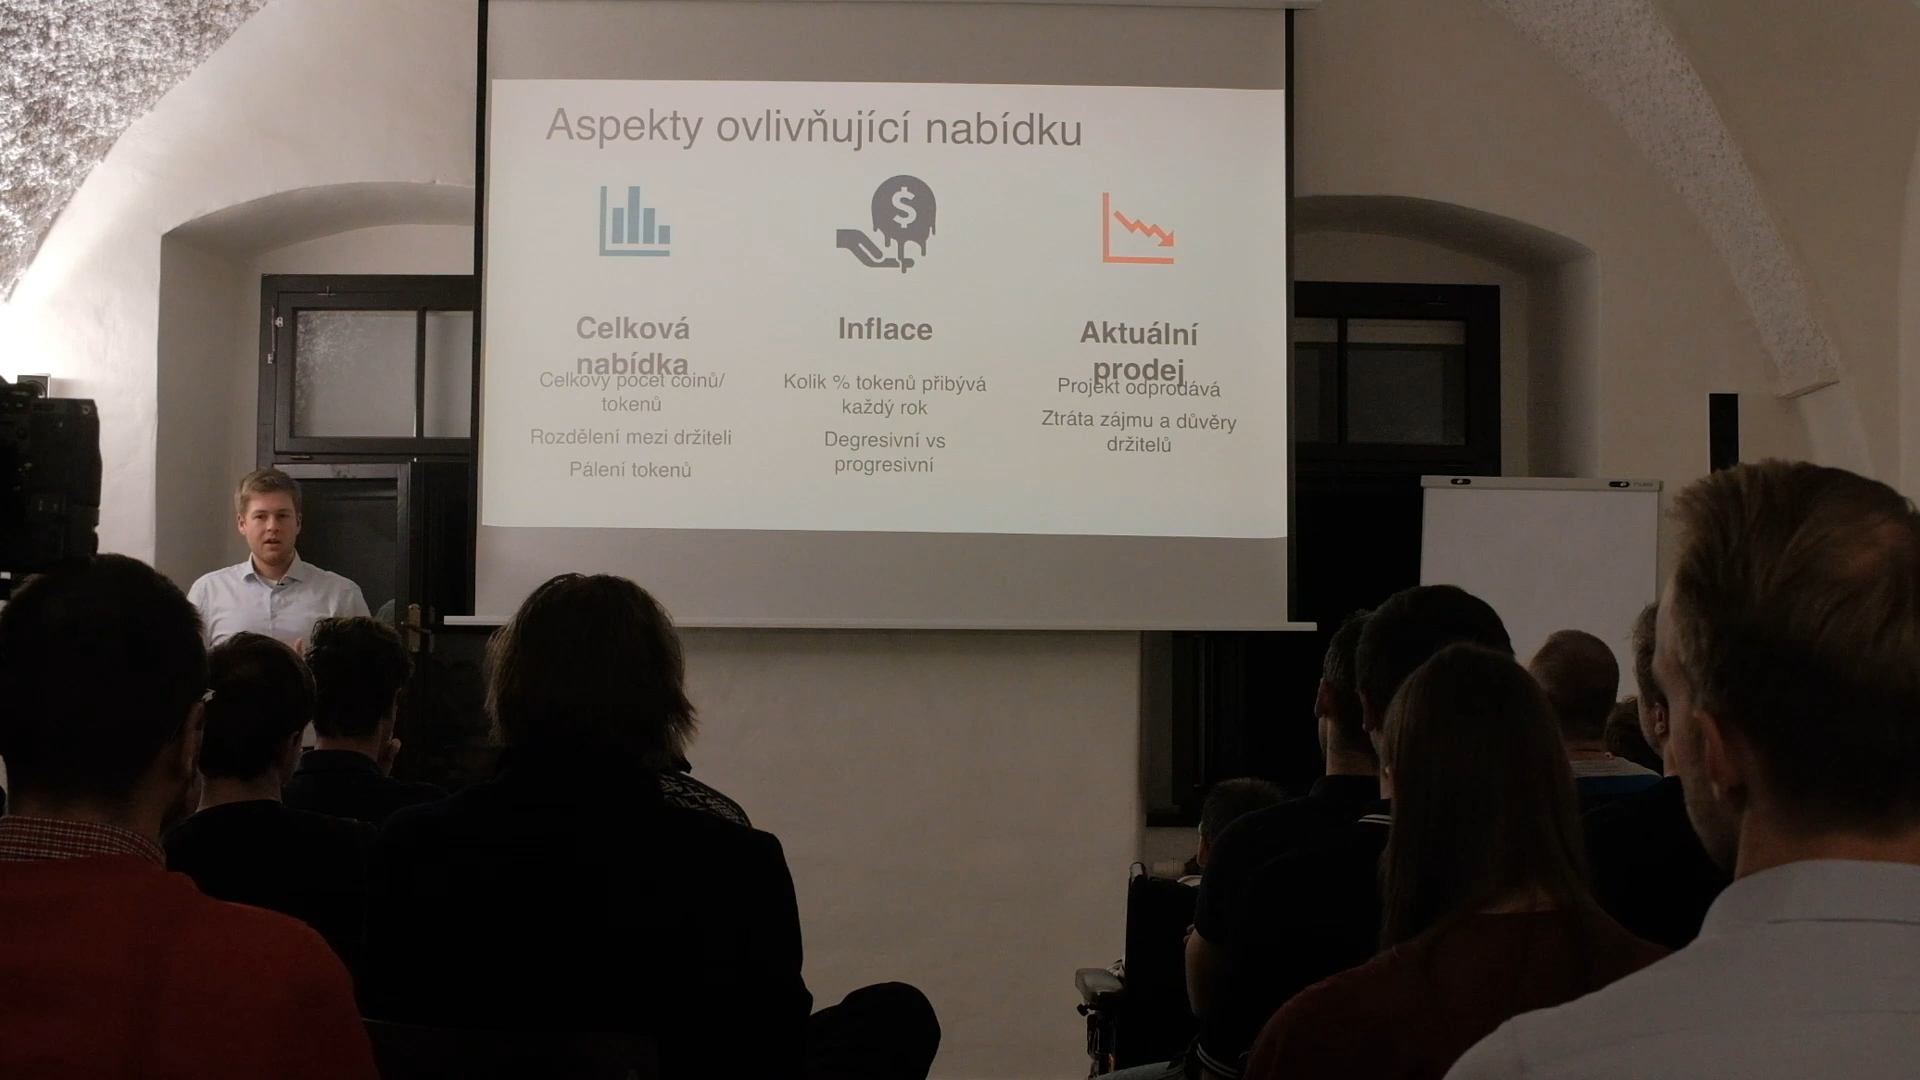 Aspekty ovlivňující nabídku
$
Celková
nabídka
Celkový počet coinů/
tokenů
Rozdělení mezi držiteli
Pálení tokenů
Inflace
Kolik % tokenů přibývá
každý rok
Degresivní vs
progresivní
Aktuální
prodej
Projekt odprodává
Ztráta zájmu a důvěry
držitelů